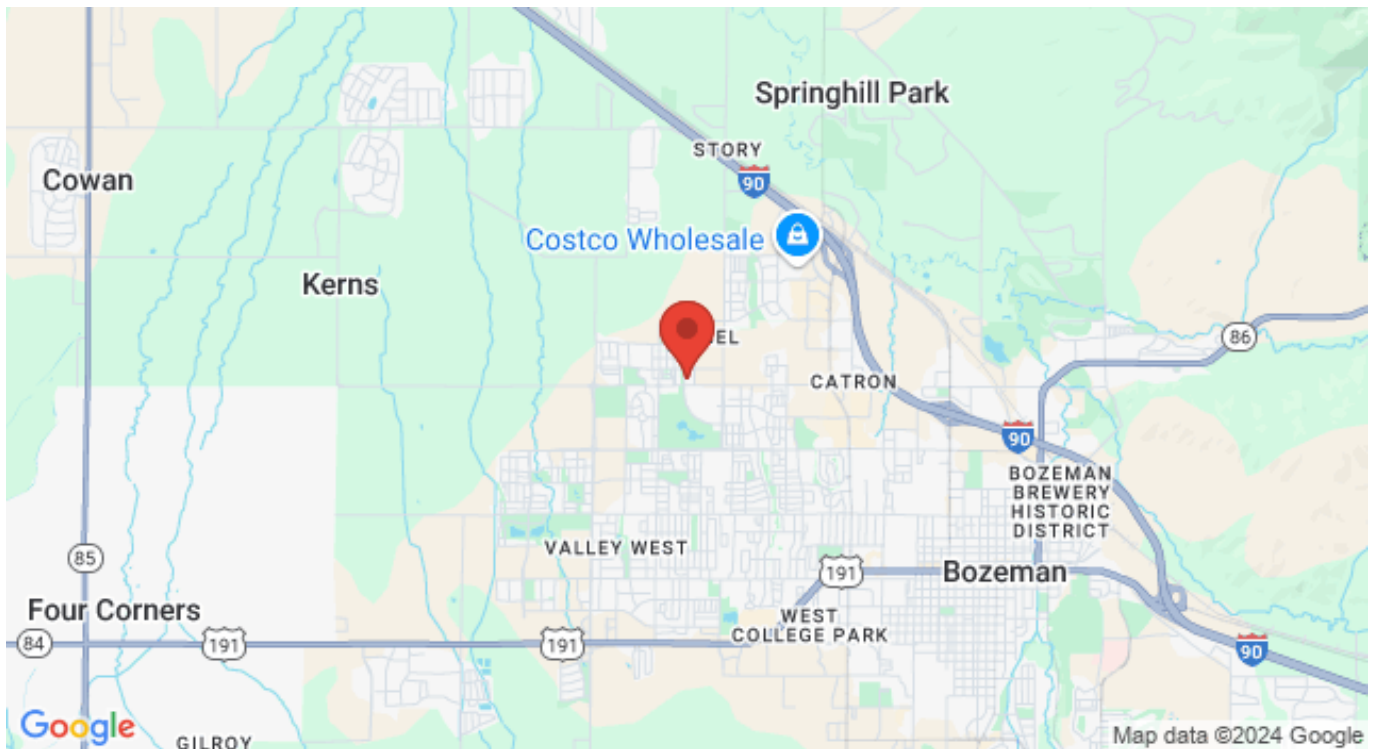 Springhill Park
STORY
90
Cowan
Costco Wholesale
Kerns
86
CATRON
90
BOZEMAN
BREWERY
HISTORIC
DISTRICT
VALLEY WEST
85
191
Bozeman
Four Corners
WEST
COLLEGE PARK
84
191
191
90
Google
GILROY
Map data ©2024 Google